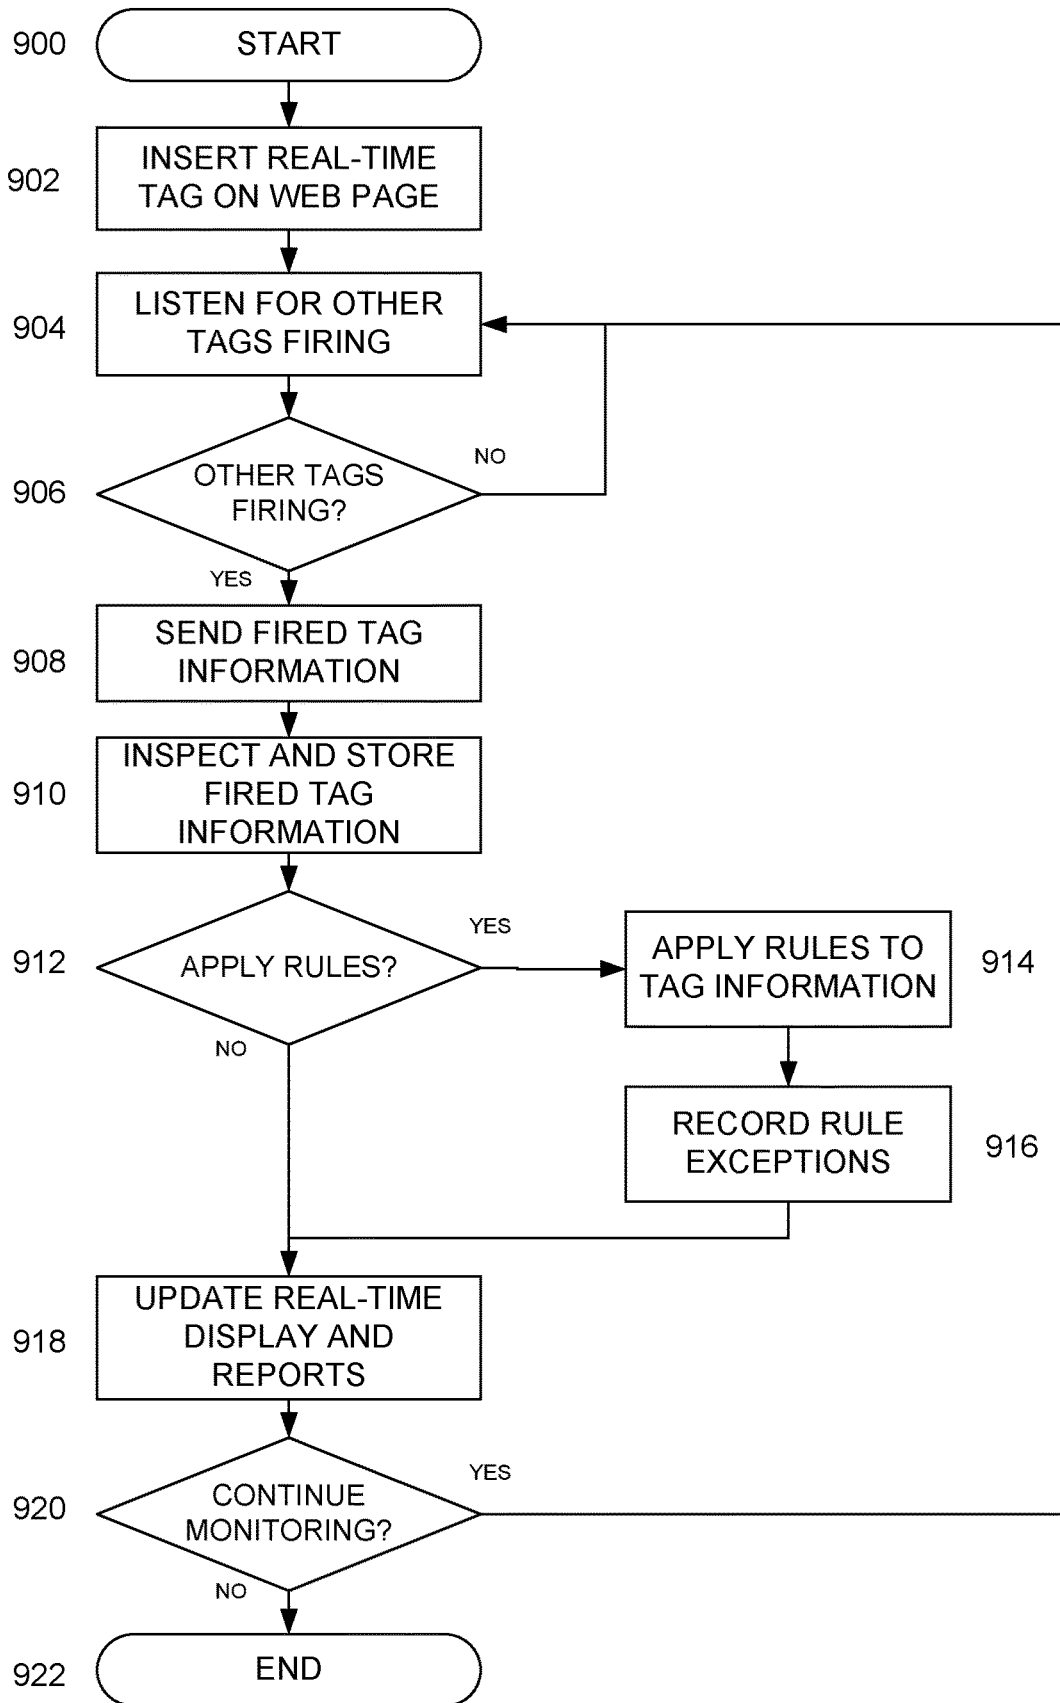 900
START
902
INSERT REAL-TIME
TAG ON WEB PAGE
904
LISTEN FOR OTHER
TAGS FIRING
906
OTHER TAGS
FIRING?
NO
YES
908
SEND FIRED TAG
INFORMATION
910
INSPECT AND STORE
FIRED TAG
INFORMATION
912
APPLY RULES?
YES
NO
APPLY RULES TO
TAG INFORMATION
914
RECORD RULE
EXCEPTIONS
916
918
UPDATE REAL-TIME
DISPLAY AND
REPORTS
920
CONTINUE
MONITORING?
YES
NO
922
END